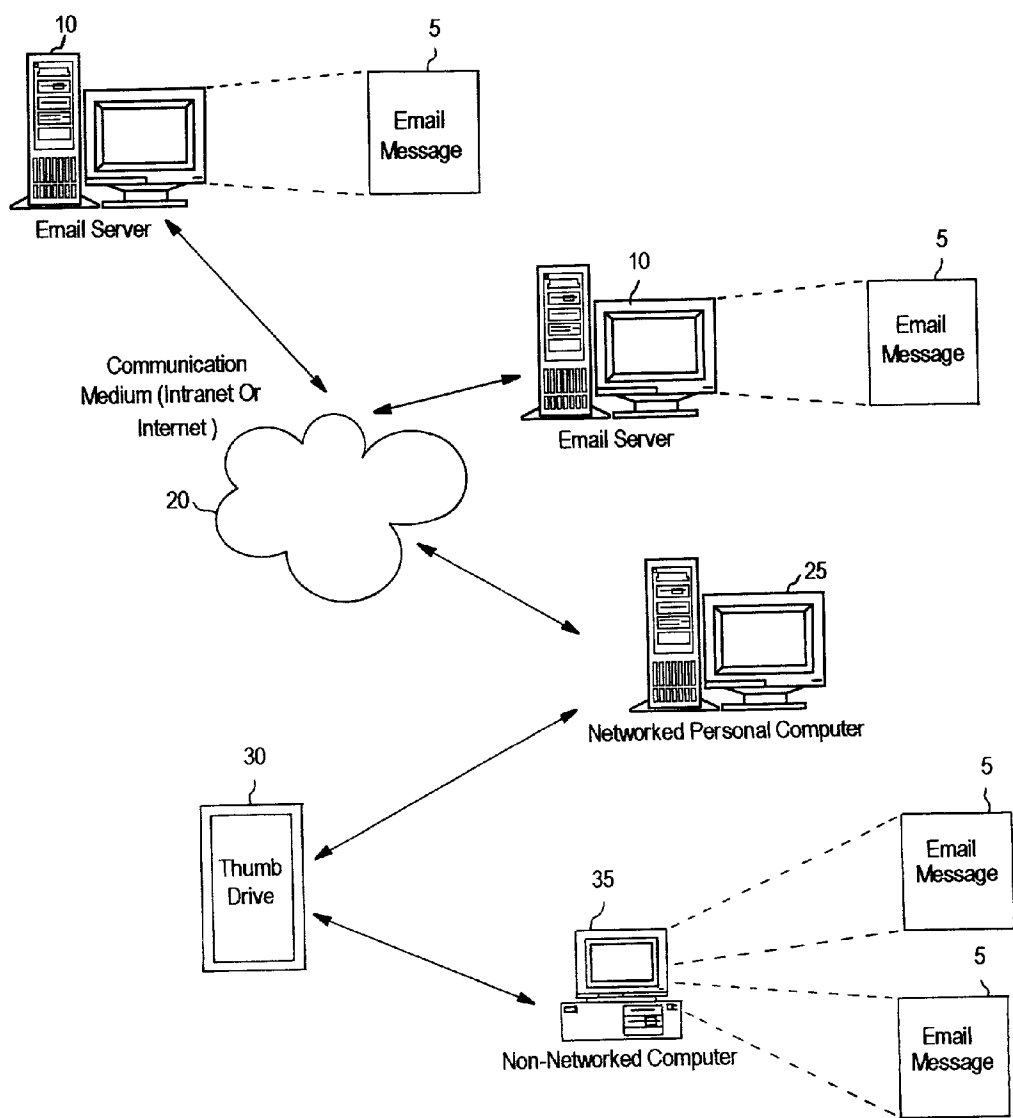 10
5
Email
Message
Email Server
5
10
Email
Message
Communication
Medium (Intranet Or
Internet )
Email Server
20
25
Networked Personal Computer
30
5
Thumb
Drive
Email
Message
35
5
Email
Message
Non-Networked Computer